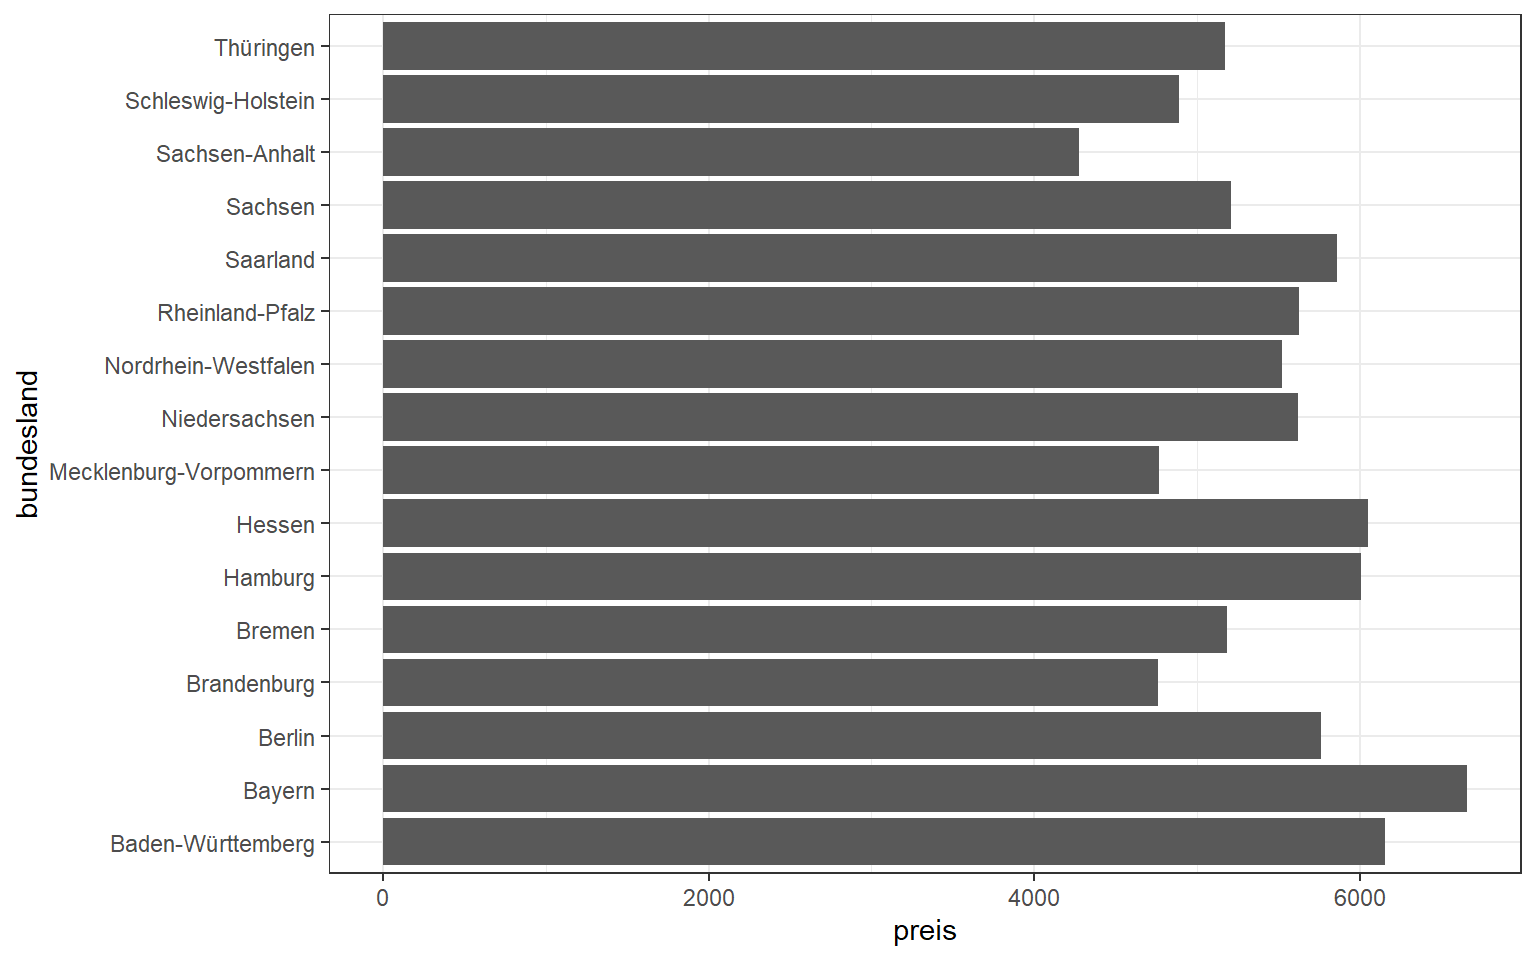 Thüringen
Schleswig-Holstein
Sachsen-Anhalt
Sachsen
Saarland
Rheinland-Pfalz
Nordrhein-Westfalen
Niedersachsen
Mecklenburg-Vorpommern
Hessen
Hamburg
Bremen
Brandenburg
Berlin
Bayern
Baden-Württemberg
bundesland
0 2000 4000 6000
preis